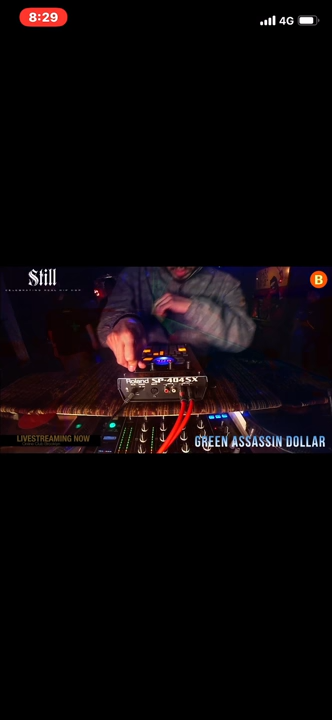 8:29
4G
Still
B
Roland SP-404SX
LIVESTREAMING NOW
GREEN ASSASSIN DOLLAR